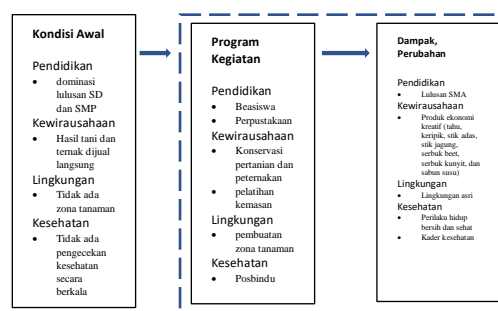 Kondisi Awal
Pendidikan
• dominasi
lulusan SD
dan SMP
Kewirausahaan
• Hasil tani dan
ternak dijual
langsung
Lingkungan
• Tidak ada
zona tanaman
Kesehatan
• Tidak ada
pengecekan
kesehatan
secara
berkala
Program
Kegiatan
Pendidikan
• Beasiswa
• Perpustakaan
Kewirausahaan
• Konservasi
pertanian dan
peternakan
• pelatihan
kemasan
Lingkungan
• pembuatan
zona tanaman
Kesehatan
• Posbindu
Dampak,
Perubahan
Pendidikan
• Lulusan SMA
Kewirausahaan
• Produk ekonomi
kreatif (tahu,
keripik, stik adas,
stik jagung,
serbuk beet,
serbuk kunyit, dan
sabun susu)
Lingkungan
• Lingkungan asri
Kesehatan
• Perilaku hidup
bersih dan sehat
• Kader kesehatan